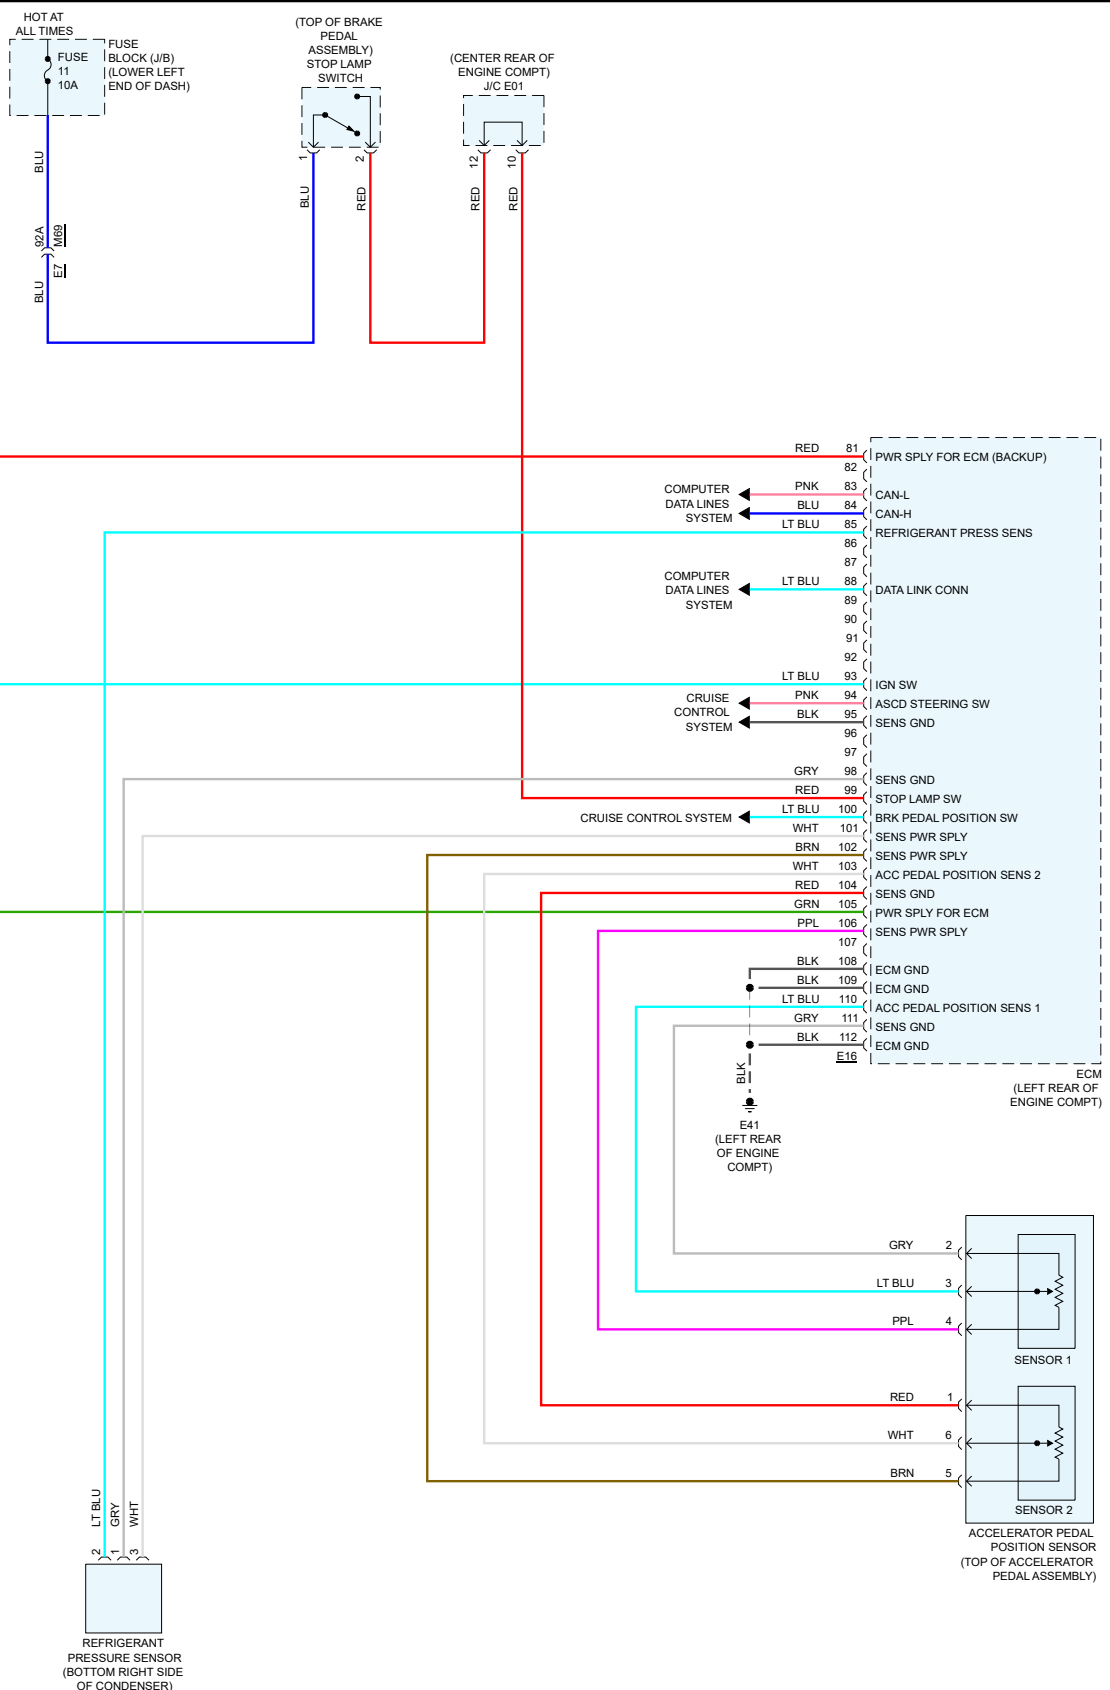 HOT AT
ALL TIMES
FUSE
11
10A
FUSE
BLOCK (J/B)
(LOWER LEFT
END OF DASH)
(TOP OF BRAKE
PEDAL
ASSEMBLY)
STOP LAMP
SWITCH
(CENTER REAR OF
ENGINE COMPT)
J/C E01
1
2
12
10
BLU
BLU
RED
RED
RED
92A
M69
E7
BLU
RED 81 PWR SPLY FOR ECM (BACKUP)
82
PNK 83 CAN-L
BLU 84 CAN-H
COMPUTER
DATA LINES
SYSTEM
LT BLU 85 REFRIGERANT PRESS SENS
86
87
LT BLU 88 DATA LINK CONN
COMPUTER
DATA LINES
SYSTEM
89
90
91
92
LT BLU 93 IGN SW
PNK 94 ASCD STEERING SW
BLK 95 SENS GND
CRUISE
CONTROL
SYSTEM
96
97
GRY 98 SENS GND
RED 99 STOP LAMP SW
CRUISE CONTROL SYSTEM LT BLU 100 BRK PEDAL POSITION SW
WHT 101 SENS PWR SPLY
BRN 102 SENS PWR SPLY
WHT 103 ACC PEDAL POSITION SENS 2
RED 104 SENS GND
GRN 105 PWR SPLY FOR ECM
PPL 106 SENS PWR SPLY
107
BLK 108 ECM GND
BLK 109 ECM GND
LT BLU 110 ACC PEDAL POSITION SENS 1
GRY 111 SENS GND
BLK 112 ECM GND
E16
ECM
(LEFT REAR OF
ENGINE COMPT)
BLK
E41
(LEFT REAR
OF ENGINE
COMPT)
GRY 2
LT BLU 3
PPL 4
SENSOR 1
RED 1
WHT 6
BRN 5
SENSOR 2
ACCELERATOR PEDAL
POSITION SENSOR
(TOP OF ACCELERATOR
PEDAL ASSEMBLY)
LT BLU
GRY
WHT
2
1
3
REFRIGERANT
PRESSURE SENSOR
(BOTTOM RIGHT SIDE
OF CONDENSER)